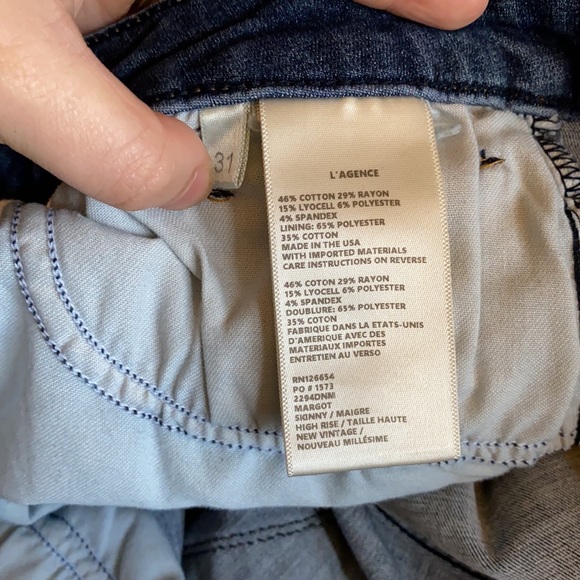 31
L'AGENCE
46% COTTON 29% RAYON
15% LYOCELL 6% POLYESTER
4% SPANDEX
LINING: 65% POLYESTER
35% COTTON
MADE IN THE USA
WITH IMPORTED MATERIALS
CARE INSTRUCTIONS ON REVERSE
46% COTON 29% RAYON
15% LYOCELL 6% POLYESTER
4% SPANDEX
DOUBLURE: 65% POLYESTER
35% COTON
FABRIQUE DANS LA ETATS-UNIS
D'AMERIQUE AVEC DES
MATERIAUX IMPORTES
ENTRETIEN AU VERSO
RN126654
PO # 1573
2294DNM
MARGOT
SKINNY / MAIGRE
HIGH RISE / TAILLE HAUTE
NEW VINTAGE /
NOUVEAU MILLÉSIME